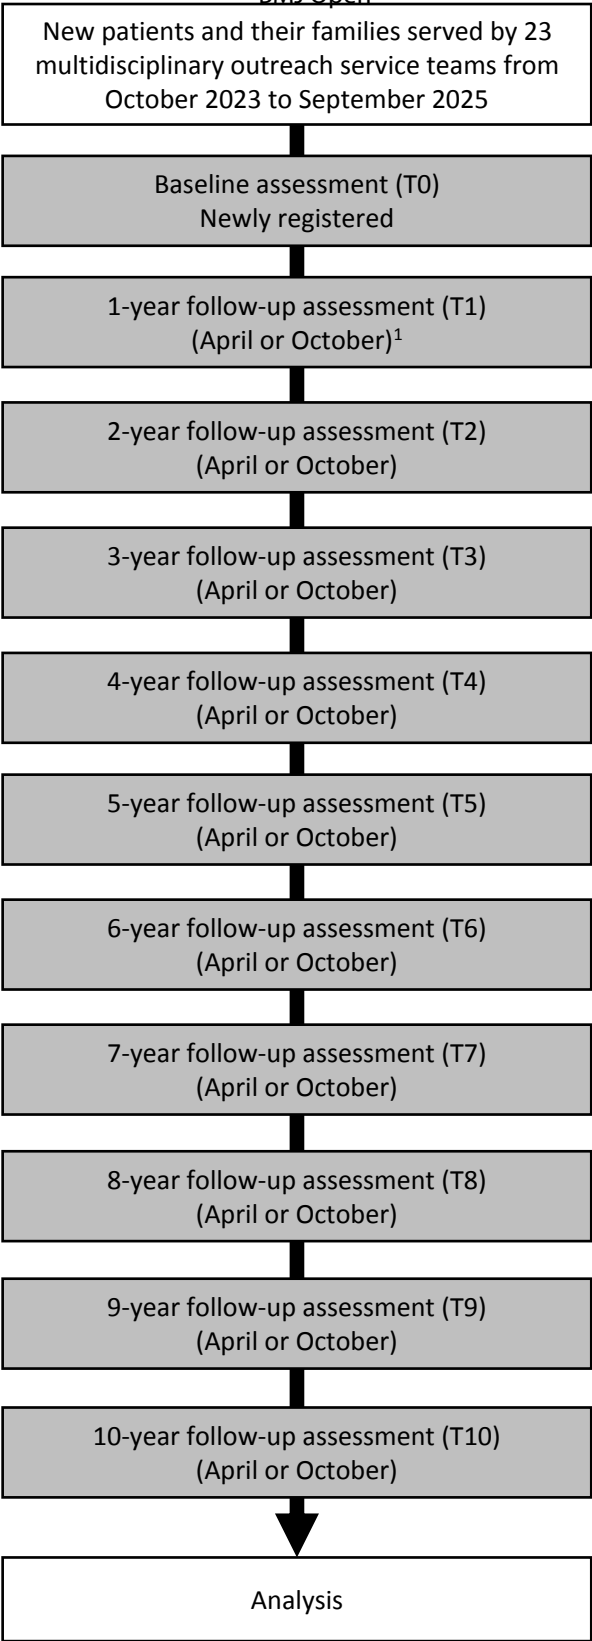 BMJ Open
New patients and their families served by 23
multidisciplinary outreach service teams from
October 2023 to September 2025
Baseline assessment (T0)
Newly registered
1-year follow-up assessment (T1)
(April or October)¹
2-year follow-up assessment (T2)
(April or October)
3-year follow-up assessment (T3)
(April or October)
4-year follow-up assessment (T4)
(April or October)
5-year follow-up assessment (T5)
(April or October)
6-year follow-up assessment (T6)
(April or October)
7-year follow-up assessment (T7)
(April or October)
8-year follow-up assessment (T8)
(April or October)
9-year follow-up assessment (T9)
(April or October)
10-year follow-up assessment (T10)
(April or October)
Analysis